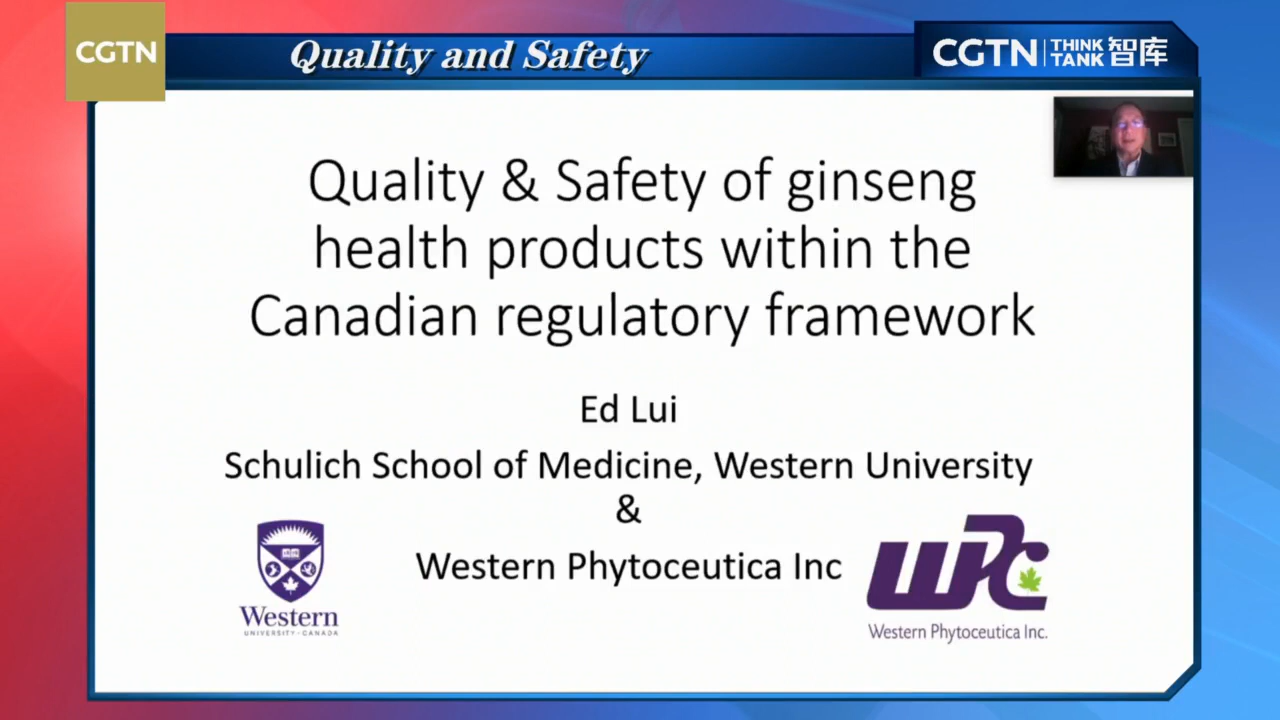 CGTN
Quality and Safety
CGTN THINK TANK 智库
Quality & Safety of ginseng
health products within the
Canadian regulatory framework
Ed Lui
Schulich School of Medicine, Western University
&
Western Phytoceutica Inc
Western
UNIVERSITY · CANADA
WPC
Western Phytoceutica Inc.